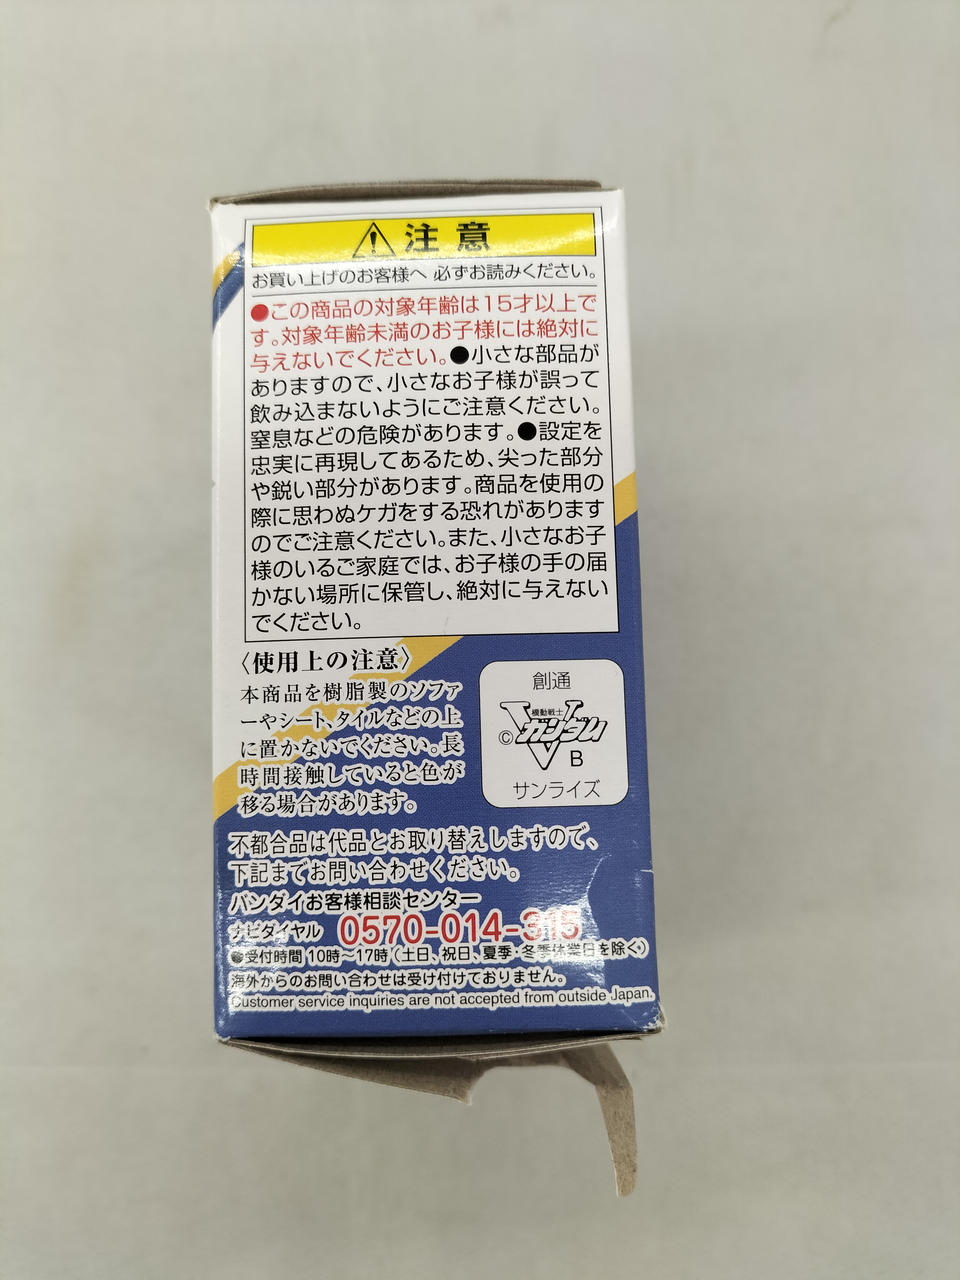 ⚠注意
お買い上げのお客様へ 必ずお読みください。
●この商品の対象年齢は15才以上で
す。対象年齢未満のお子様には絶対に
与えないでください。●小さな部品が
ありますので、小さなお子様が誤って
飲み込まないようにご注意ください。
窒息などの危険があります。●設定を
忠実に再現してあるため、尖った部分
や鋭い部分があります。商品を使用の
際に思わぬケガをする恐れがあります
のでご注意ください。また、小さなお子
様のいるご家庭では、お子様の手の届
かない場所に保管し、絶対に与えない
でください。
〈使用上の注意〉
本商品を樹脂製のソファ
ーやシート、タイルなどの上
に置かないでください。長
時間接触していると色が
移る場合があります。
創通
機動戦士
©Vガンダム
B
サンライズ
不都合品は代品とお取り替えしますので、
下記までお問い合わせください。
バンダイお客様相談センター
ナビダイヤル 0570-014-315
●受付時間 10時～17時（土日、祝日、夏季・冬季休業日を除く）
海外からのお問い合わせは受け付けておりません。
Customer service inquiries are not accepted from outside Japan.